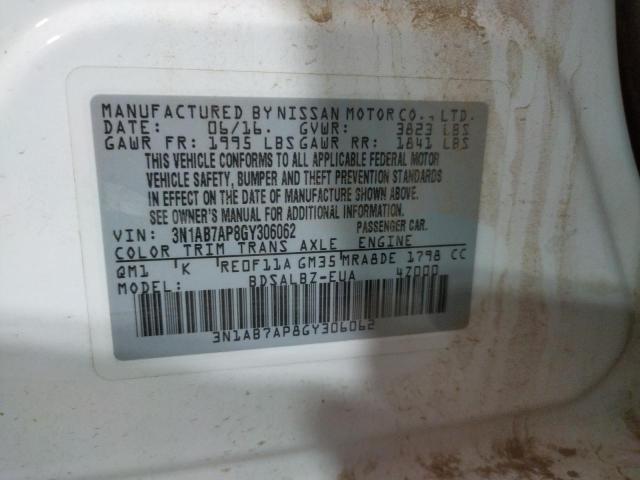 MANUFACTURED BY NISSAN MOTOR CO., LTD.
DATE: 06/16. GVWR: 3823 LBS
GAWR FR: 1995 LBS GAWR RR: 1841 LBS
THIS VEHICLE CONFORMS TO ALL APPLICABLE FEDERAL MOTOR
VEHICLE SAFETY, BUMPER AND THEFT PREVENTION STANDARDS
IN EFFECT ON THE DATE OF MANUFACTURE SHOWN ABOVE.
SEE OWNER'S MANUAL FOR ADDITIONAL INFORMATION.
VIN: 3N1AB7AP8GY306062 PASSENGER CAR.
COLOR TRIM TRANS AXLE ENGINE
QM1 K RE0F11A GM35 MRA8DE 1798 CC
MODEL: BDSALBZ-EUA 4Z000
3N1AB7AP8GY306062